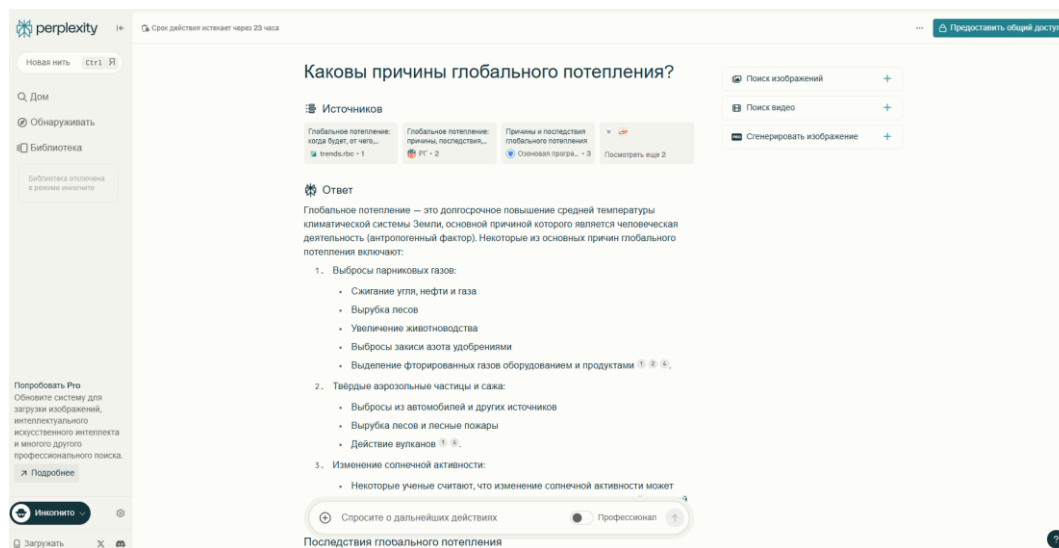 perplexity
Срок действия истекает через 23 часа
Предоставить общий доступ
Новая нить Ctrl Я
Дом
Обнаруживать
Библиотека
Библиотека отключена
в режиме инкогнито
Каковы причины глобального потепления?
Источников
Глобальное потепление:
когда будет, от чего,...
trends.rbc • 1
Глобальное потепление:
причины, последствия,...
РГ • 2
Причины и последствия
глобального потепления
Озоновая програ... • 3
Посмотреть еще 2
Поиск изображений
Поиск видео
PRO Сгенерировать изображение
Ответ
Глобальное потепление — это долгосрочное повышение средней температуры
климатической системы Земли, основной причиной которого является человеческая
деятельность (антропогенный фактор). Некоторые из основных причин глобального
потепления включают:
1. Выбросы парниковых газов:
• Сжигание угля, нефти и газа
• Вырубка лесов
• Увеличение животноводства
• Выбросы закиси азота удобрениями
• Выделение фторированных газов оборудованием и продуктами 1 2 4.
2. Твёрдые аэрозольные частицы и сажа:
• Выбросы из автомобилей и других источников
• Вырубка лесов и лесные пожары
• Действие вулканов 1 4.
3. Изменение солнечной активности:
• Некоторые ученые считают, что изменение солнечной активности может
Спросите о дальнейших действиях
Профессионал
Последствия глобального потепления
Попробовать Pro
Обновите систему для
загрузки изображений,
интеллектуального
искусственного интеллекта
и многого другого
профессионального поиска.
Подробнее
Инкогнито
Загружать